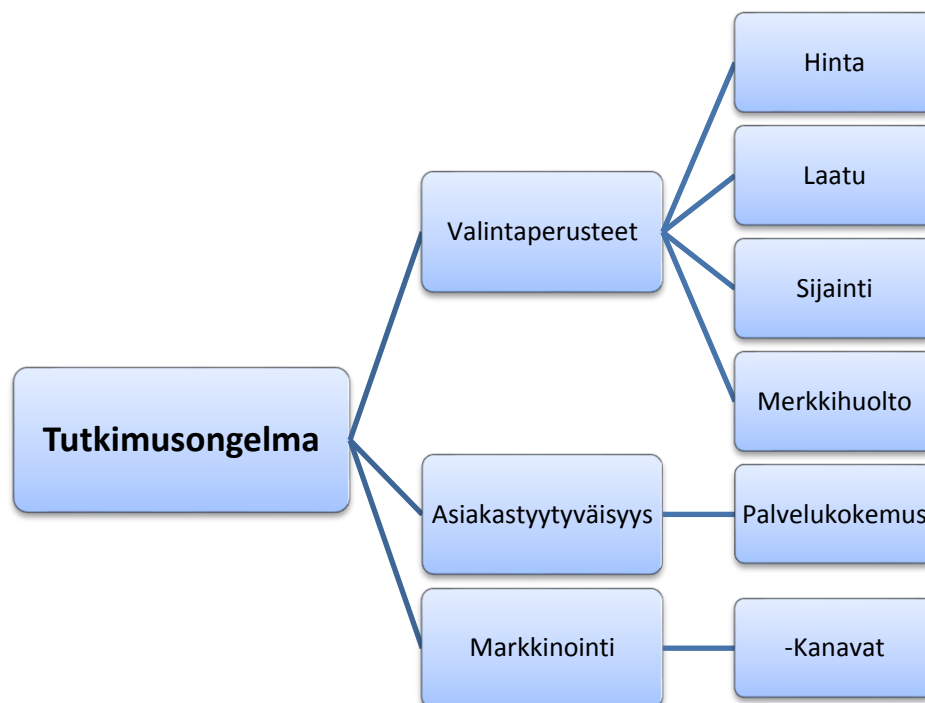 Tutkimusongelma
Valintaperusteet
Hinta
Laatu
Sijainti
Merkkihuolto
Asiakastyytyväisyys
Palvelukokemus
Markkinointi
-Kanavat